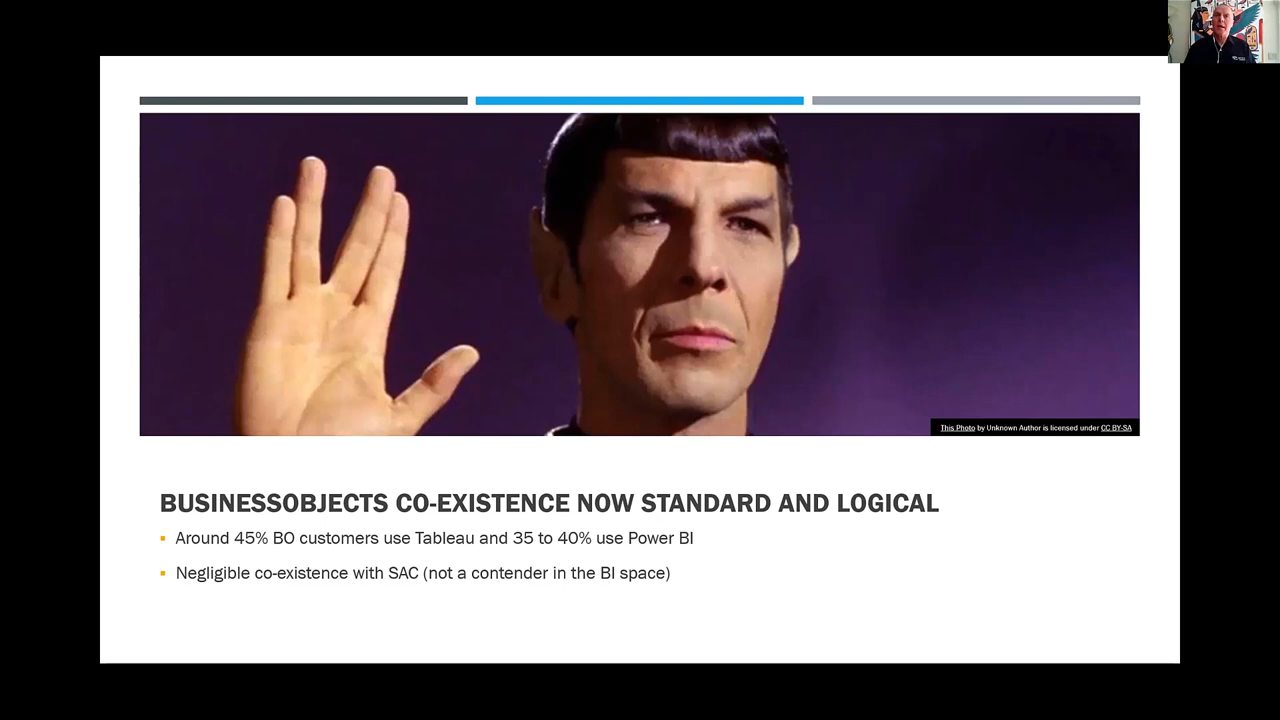 This Photo by Unknown Author is licensed under CC BY-SA
BUSINESSOBJECTS CO-EXISTENCE NOW STANDARD AND LOGICAL
▪ Around 45% BO customers use Tableau and 35 to 40% use Power BI
▪ Negligible co-existence with SAC (not a contender in the BI space)